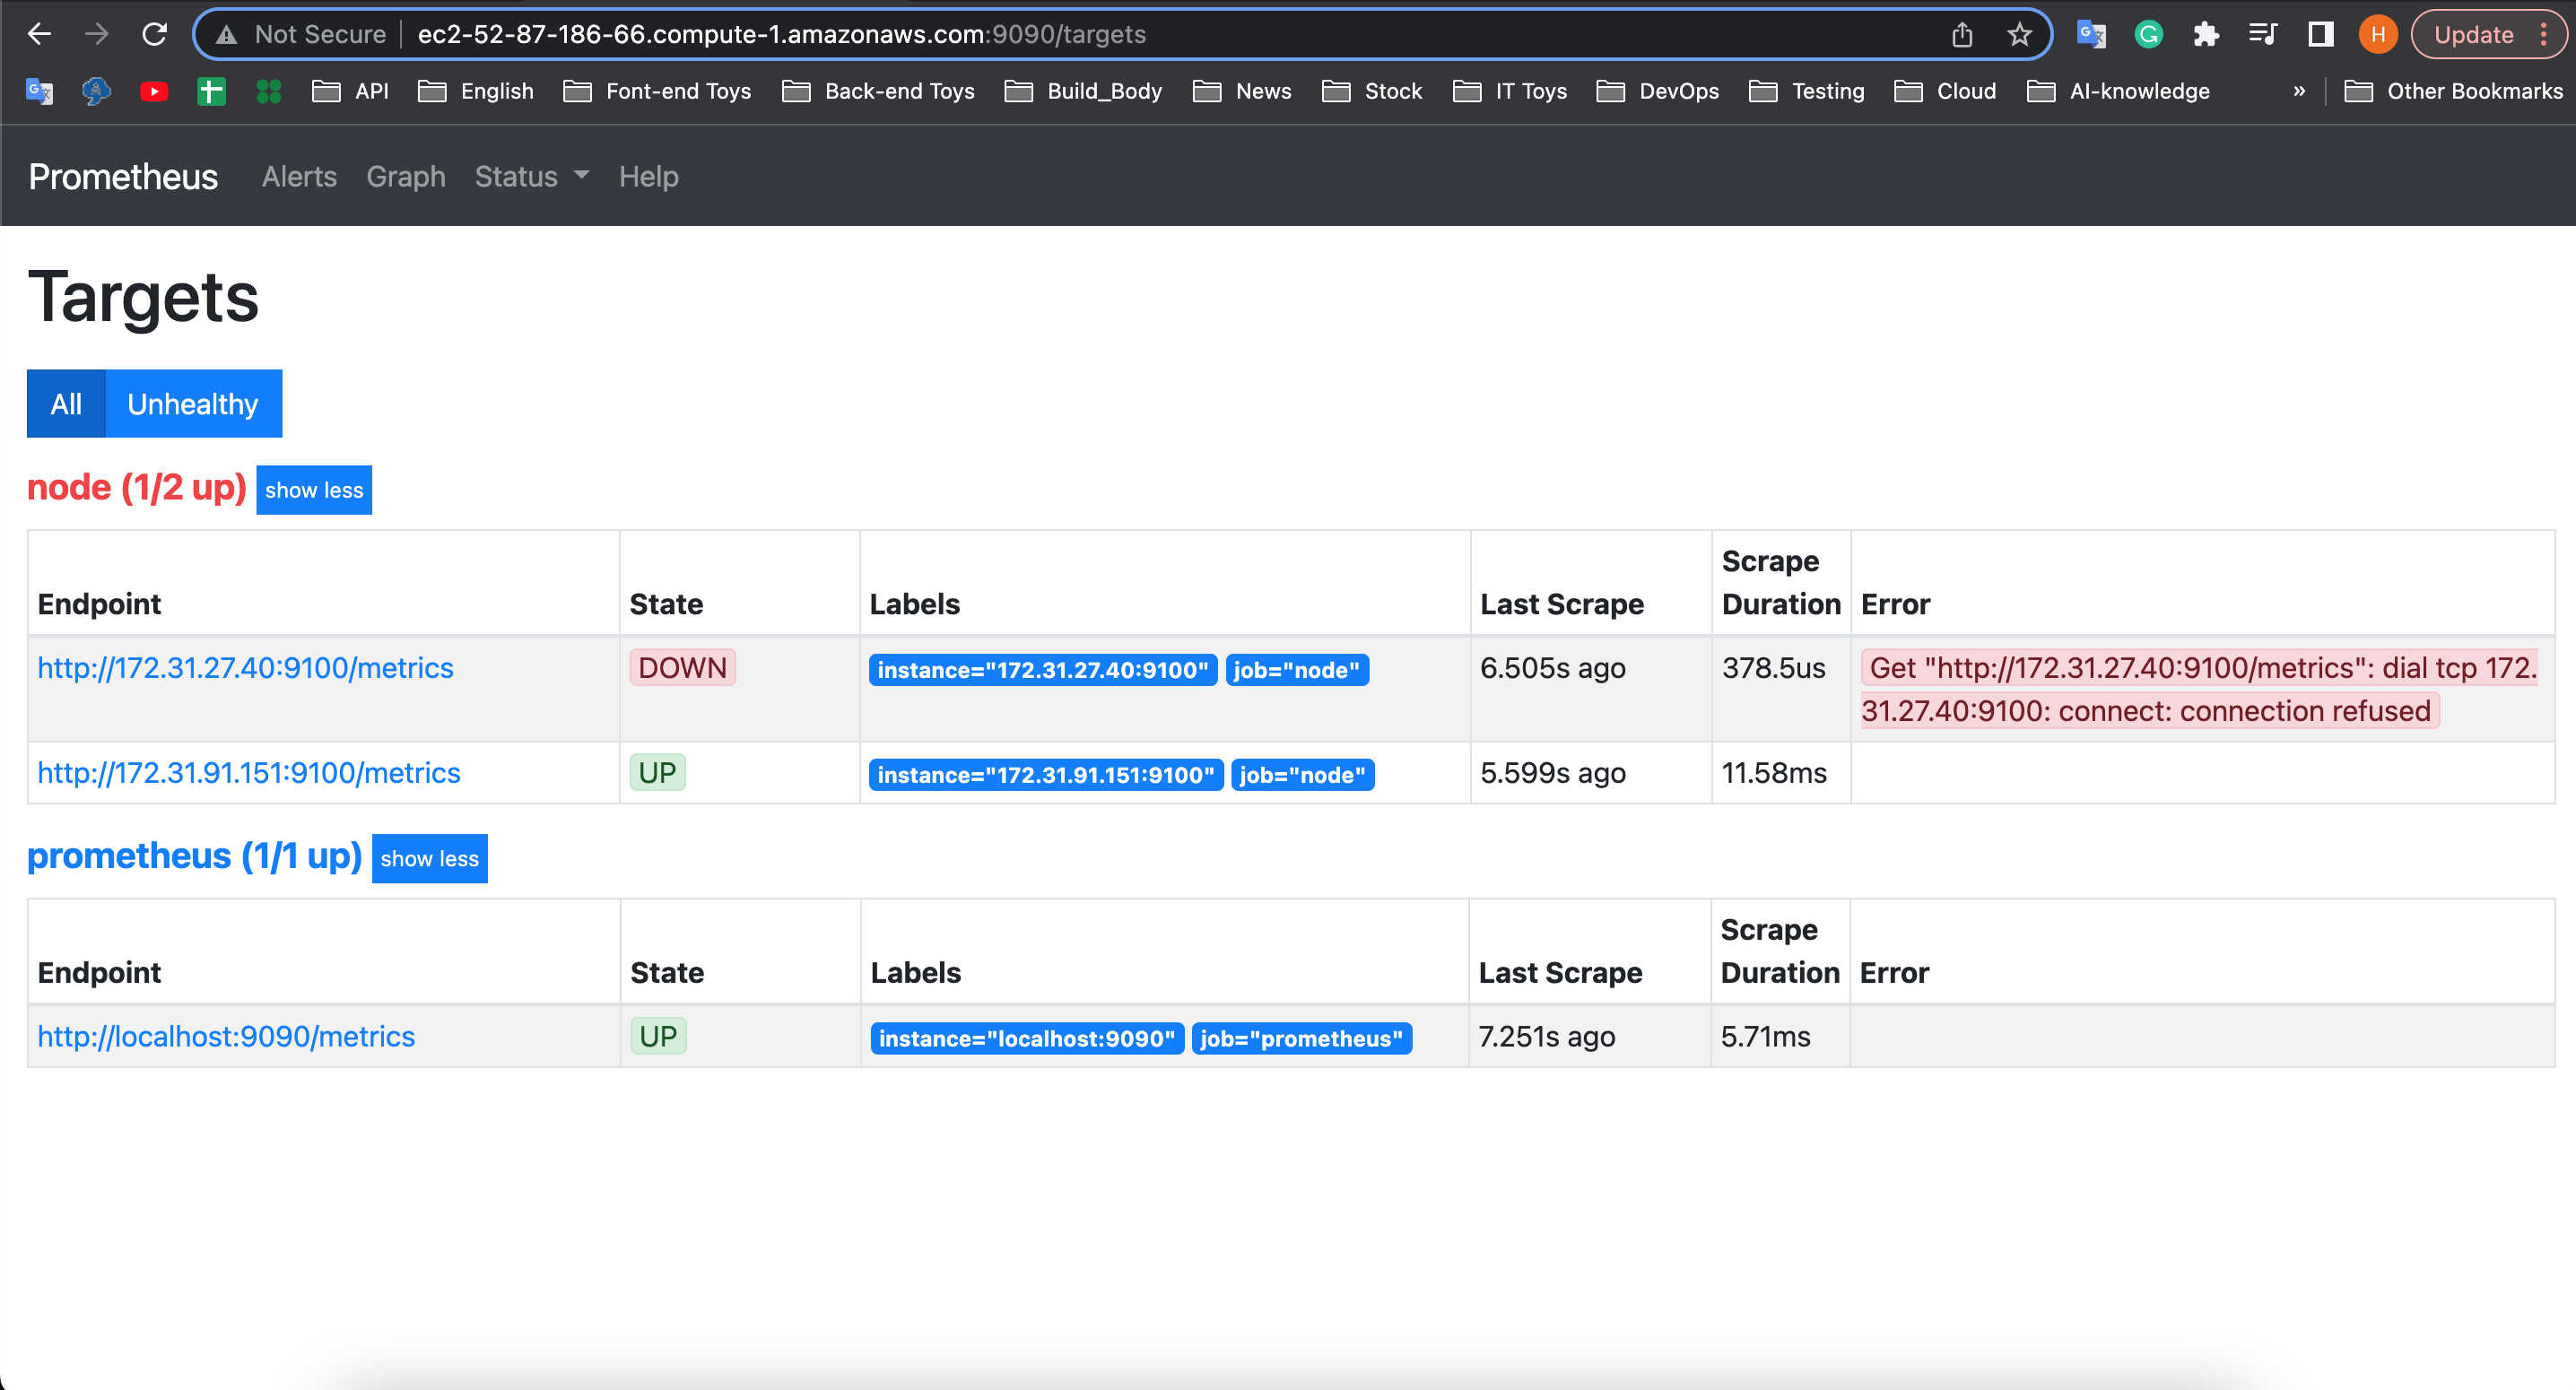 Not Secure ec2-52-87-186-66.compute-1.amazonaws.com:9090/targets H Update
API English Font-end Toys Back-end Toys Build_Body News Stock IT Toys DevOps Testing Cloud AI-knowledge » Other Bookmarks
Prometheus Alerts Graph Status Help
Targets
All Unhealthy
node (1/2 up) show less
Endpoint State Labels Last Scrape Scrape Duration Error
http://172.31.27.40:9100/metrics DOWN instance="172.31.27.40:9100" job="node" 6.505s ago 378.5us Get "http://172.31.27.40:9100/metrics": dial tcp 172.
31.27.40:9100: connect: connection refused
http://172.31.91.151:9100/metrics UP instance="172.31.91.151:9100" job="node" 5.599s ago 11.58ms
prometheus (1/1 up) show less
Endpoint State Labels Last Scrape Scrape Duration Error
http://localhost:9090/metrics UP instance="localhost:9090" job="prometheus" 7.251s ago 5.71ms